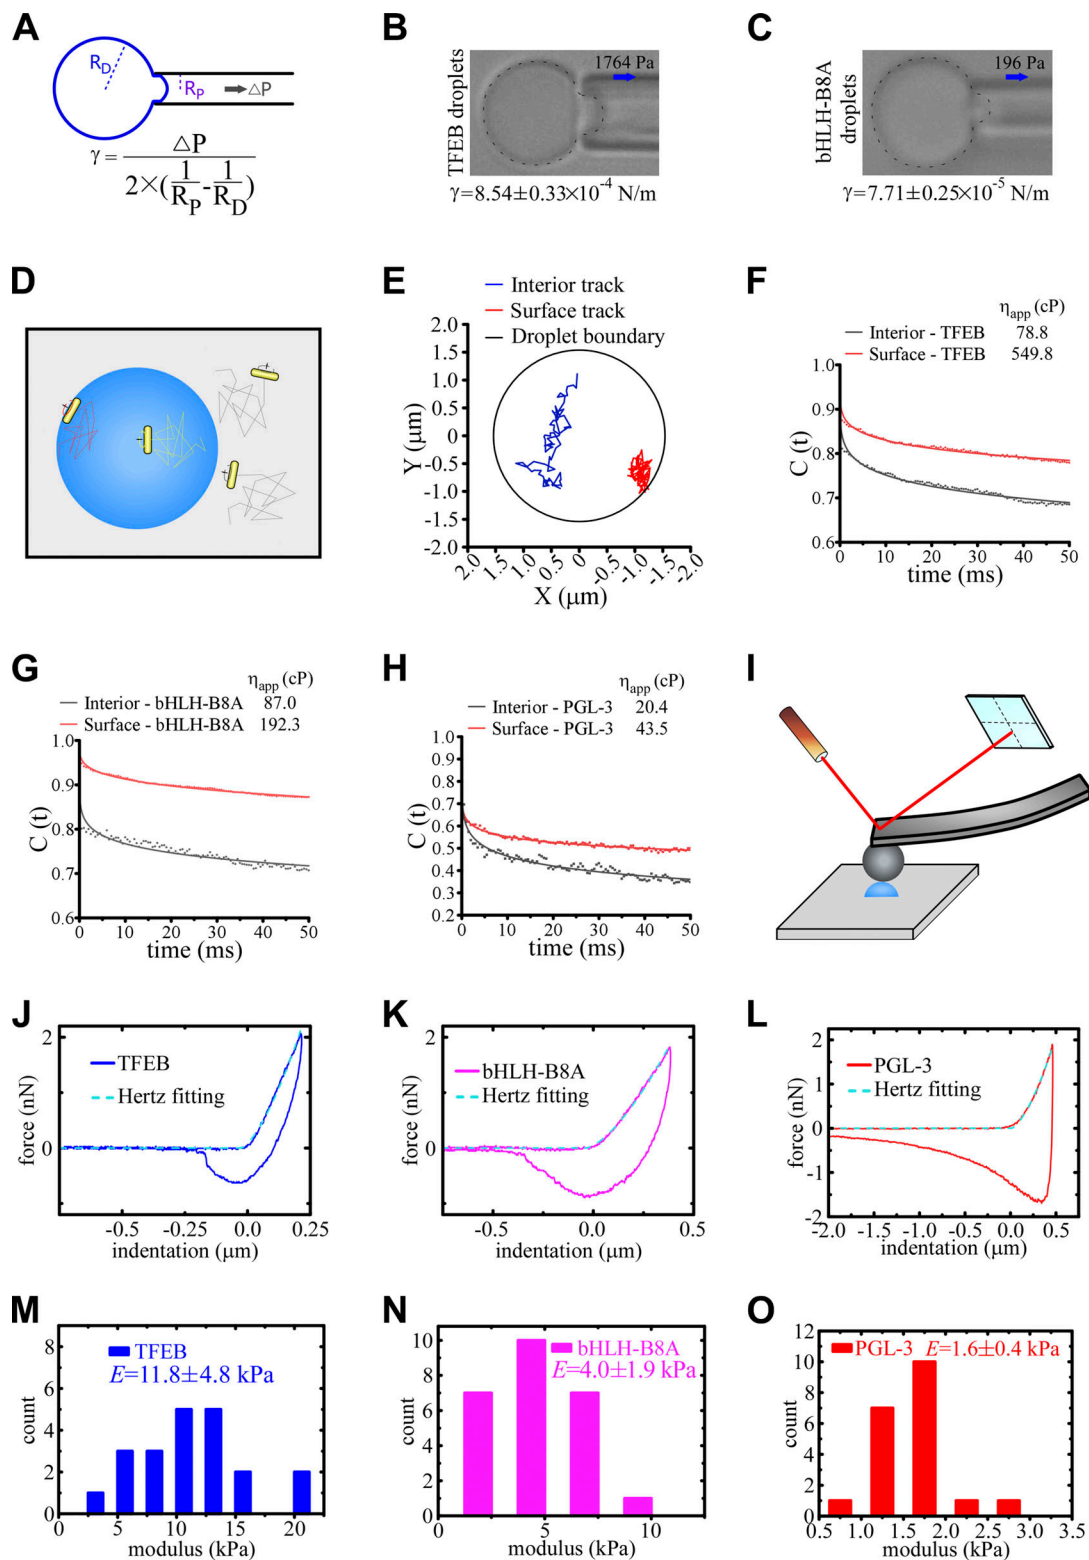 A
R_D
R_P
△P
γ = △P / 2×(1/R_P - 1/R_D)
B
TFEB droplets
1764 Pa
γ=8.54±0.33×10^-4 N/m
C
bHLH-B8A
droplets
196 Pa
γ=7.71±0.25×10^-5 N/m
D
E
Interior track
Surface track
Droplet boundary
2.0
1.5
1.0
0.5
0
-0.5
-1.0
-1.5
-2.0
Y (μm)
2.0 1.5 1.0 0.5 0 -0.5 -1.0 -1.5 -2.0
X (μm)
F
η_app (cP)
Interior - TFEB 78.8
Surface - TFEB 549.8
1.0
0.9
0.8
0.7
0.6
C (t)
0 10 20 30 40 50
time (ms)
G
η_app (cP)
Interior - bHLH-B8A 87.0
Surface - bHLH-B8A 192.3
1.0
0.9
0.8
0.7
0.6
C (t)
0 10 20 30 40 50
time (ms)
H
η_app (cP)
Interior - PGL-3 20.4
Surface - PGL-3 43.5
1.0
0.9
0.8
0.7
0.6
0.5
0.4
0.3
0.2
C (t)
0 10 20 30 40 50
time (ms)
I
J
TFEB
Hertz fitting
2
0
force (nN)
-0.5 -0.25 0.0 0.25
indentation (μm)
K
bHLH-B8A
Hertz fitting
2
0
force (nN)
-0.5 0.0 0.5
indentation (μm)
L
PGL-3
Hertz fitting
2
1
0
-1
-2
force (nN)
-2.0 -1.5 -1.0 -0.5 0.0 0.5
indentation (μm)
M
TFEB
E=11.8±4.8 kPa
8
6
4
2
0
count
0 5 10 15 20
modulus (kPa)
N
bHLH-B8A
E=4.0±1.9 kPa
10
8
6
4
2
0
count
0 5 10
modulus (kPa)
O
PGL-3 E=1.6±0.4 kPa
12
10
8
6
4
2
0
count
0.5 1.0 1.5 2.0 2.5 3.0 3.5
modulus (kPa)